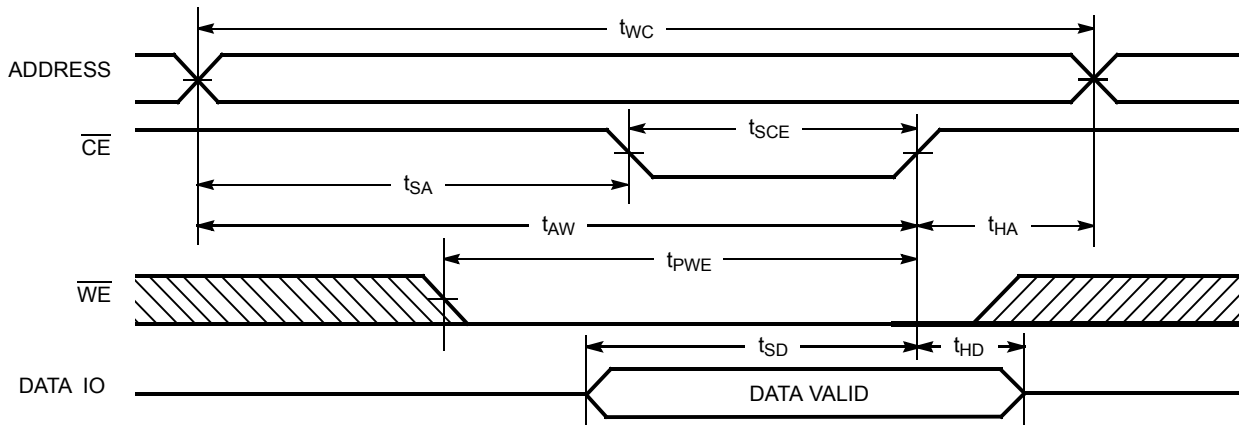 tWC
ADDRESS
CE
tSCE
tSA
tAW
tHA
tPWE
WE
tSD
tHD
DATA IO
DATA VALID